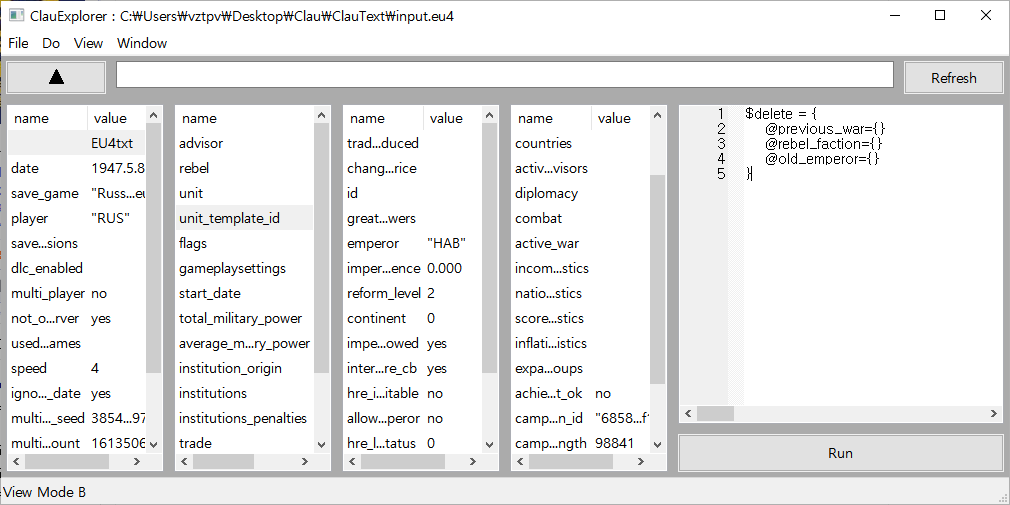 ClauExplorer : C:₩Users₩vztpv₩Desktop₩Clau₩ClauText₩input.eu4
File Do View Window
▲ Refresh
name value
EU4txt
date 1947.5.8
save_game "Russ...eu
player "RUS"
save...sions
dlc_enabled
multi_player no
not_o...rver yes
used...ames
speed 4
igno..._date yes
multi..._seed 3854...97
multi...ount 1613506
name
advisor
rebel
unit
unit_template_id
flags
gameplaysettings
start_date
total_military_power
average_m...ry_power
institution_origin
institutions
institutions_penalties
trade
name value
trad...duced
chang...rice
id
great...wers
emperor "HAB"
imper...ence 0.000
reform_level 2
continent 0
impe...owed yes
inter...re_cb yes
hre_i...itable no
allow...peror no
hre_l...tatus 0
name value
countries
activ...visors
diplomacy
combat
active_war
incom...stics
natio...stics
score...stics
inflati...istics
expa...oups
achie...t_ok no
camp...n_id "6858...f1
camp...ngth 98841
1 $delete = {
2 @previous_war={}
3 @rebel_faction={}
4 @old_emperor={}
5 }
Run
View Mode B